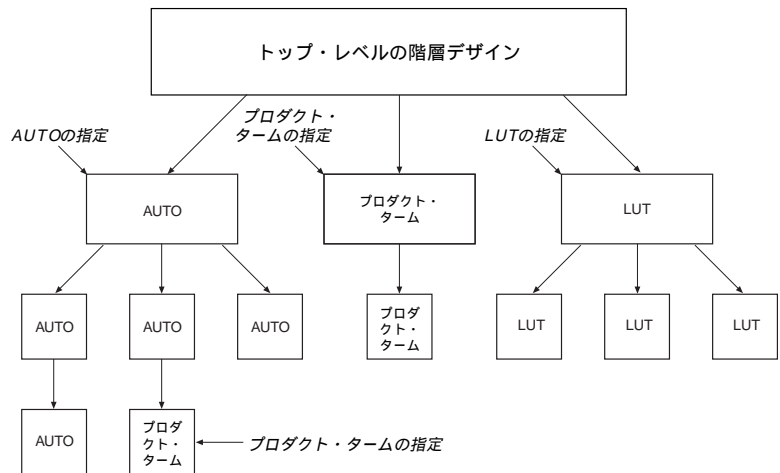 トップ・レベルの階層デザイン
AUTOの指定
プロダクト・
タームの指定
LUTの指定
AUTO
プロダクト・
ターム
LUT
AUTO
AUTO
AUTO
プロダ
クト・
ターム
LUT
LUT
LUT
AUTO
プロダ
クト・
ターム
プロダクト・タームの指定